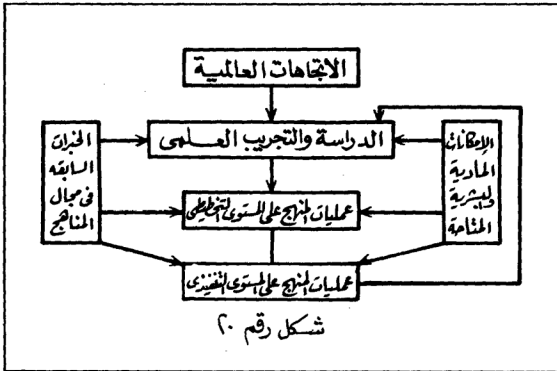 الاتجاهات العالمية
الدراسة والتجريب العلمى
الإمكانات
المادية
والبشرية
المتاحة
الخبرات
السابقه
فى مجال
المناهج
عمليات المنهج على المستوى التخطيطى
عمليات المنهج على المستوى التنفيذى
شكل رقم ٢٠